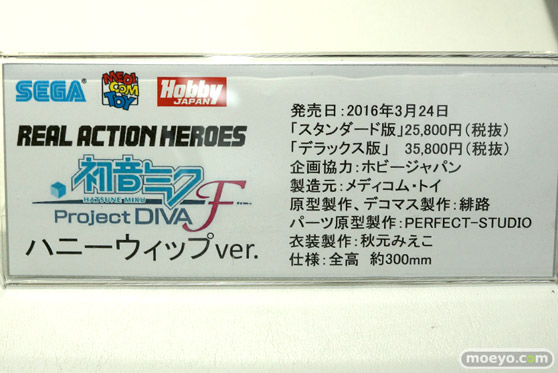 SEGA
MEDI COM TOY
Hobby JAPAN
REAL ACTION HEROES
初音ミク
HATSUNE MIKU
Project DIVA F
ハニーウィップver.
発売日:2016年3月24日
「スタンダード版」25,800円(税抜)
「デラックス版」 35,800円(税抜)
企画協力:ホビージャパン
製造元:メディコム・トイ
原型製作、デコマス製作:緋路
パーツ原型製作:PERFECT-STUDIO
衣装製作:秋元みえこ
仕様:全高 約300mm
moeyo.com